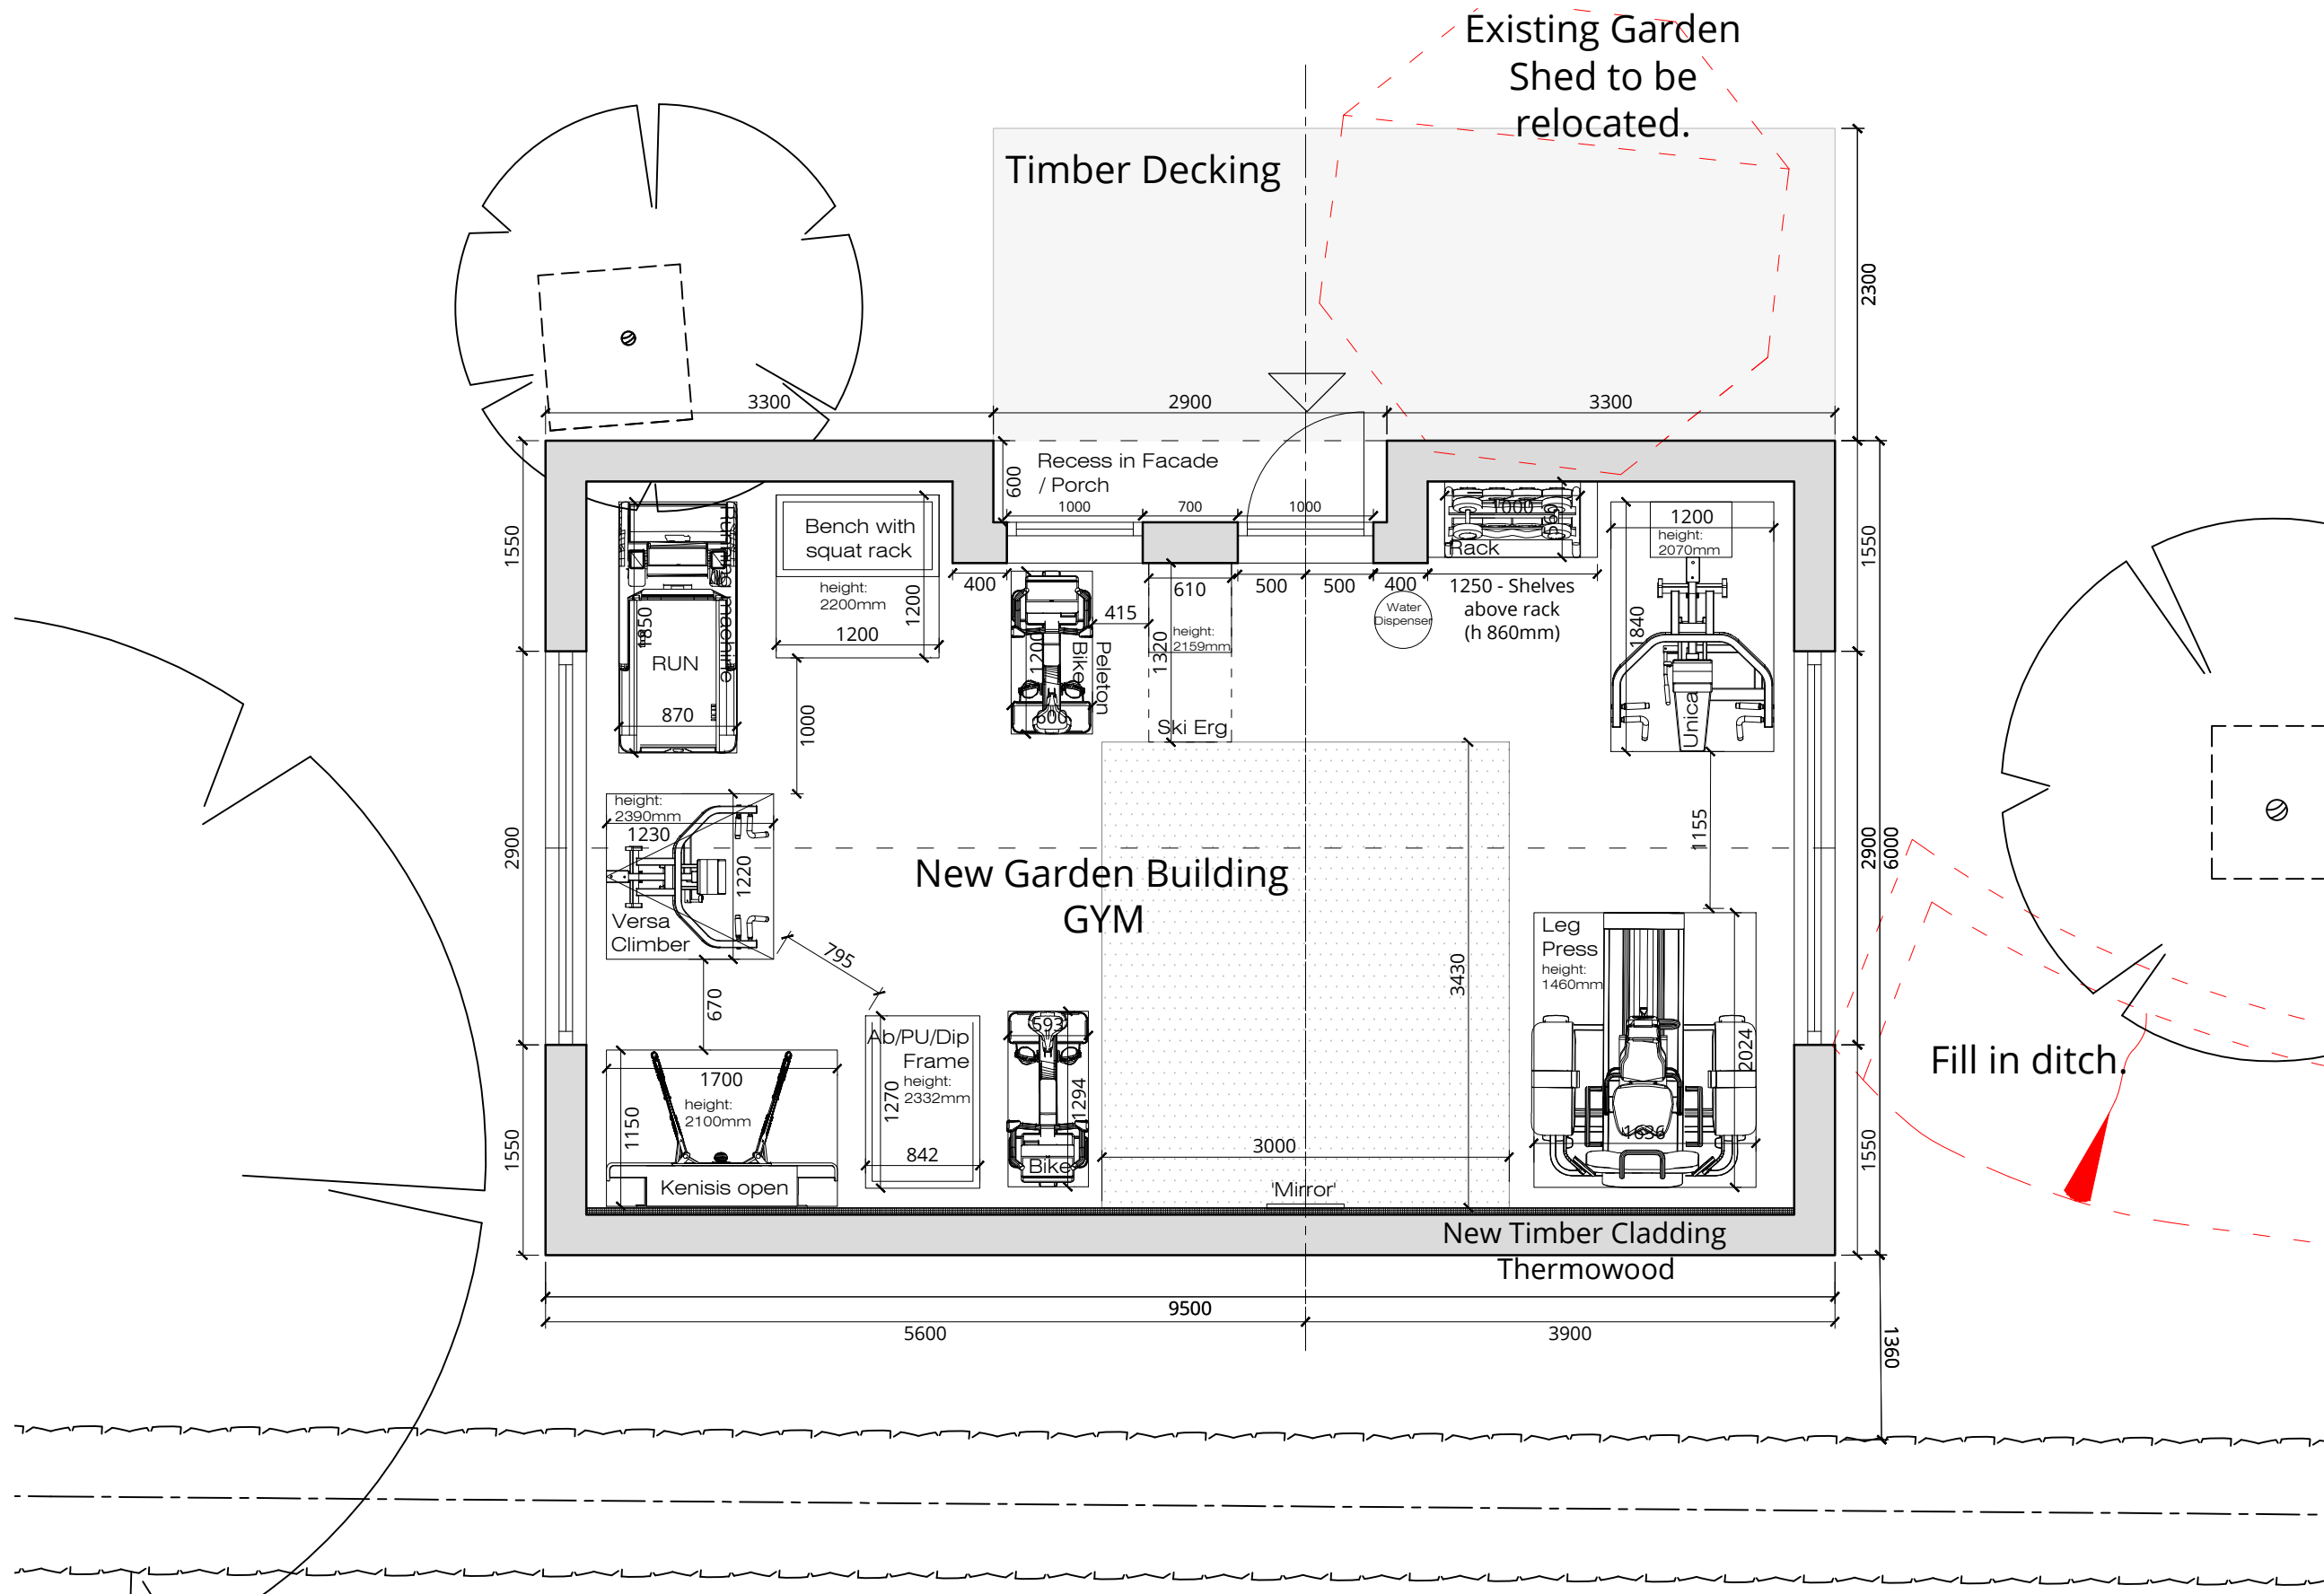 Existing Garden
Shed to be
relocated.
Timber Decking
2300
3300
2900
3300
Recess in Facade
/ Porch
600
1000
700
1000
1550
2900
1550
1550
2900
1550
6000
1360
running machine
1850
RUN
870
Bench with
squat rack
height:
2200mm
1200
1200
1000
400
415
610
500
500
400
1200
Bike
Peleton
600
1320
height:
2159mm
Ski Erg
Water
Dispenser
1000
Rack
1250 - Shelves
above rack
(h 860mm)
1200
height:
2070mm
1840
Unica
1155
height:
2390mm
1230
1220
Versa
Climber
795
670
New Garden Building
GYM
3430
3000
Leg
Press
height:
1460mm
2024
1636
1700
height:
2100mm
1150
Kenisis open
Ab/PU/Dip
Frame
height:
2332mm
1270
842
593
1294
Bike
'Mirror'
New Timber Cladding
Thermowood
Fill in ditch.
9500
5600
3900